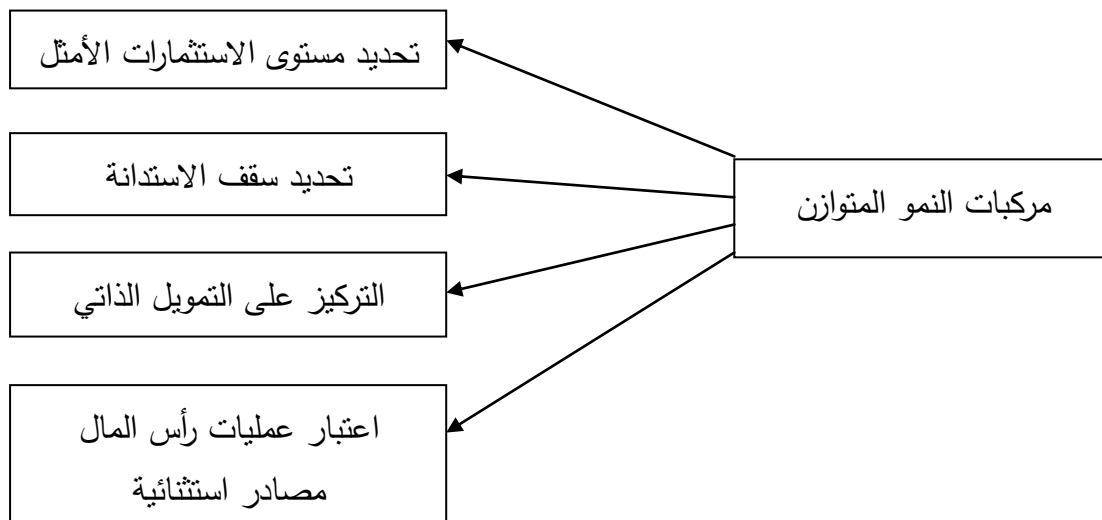 مركبات النمو المتوازن
تحديد مستوى الاستثمارات الأمثل
تحديد سقف الاستدانة
التركيز على التمويل الذاتي
اعتبار عمليات رأس المال
مصادر استثنائية